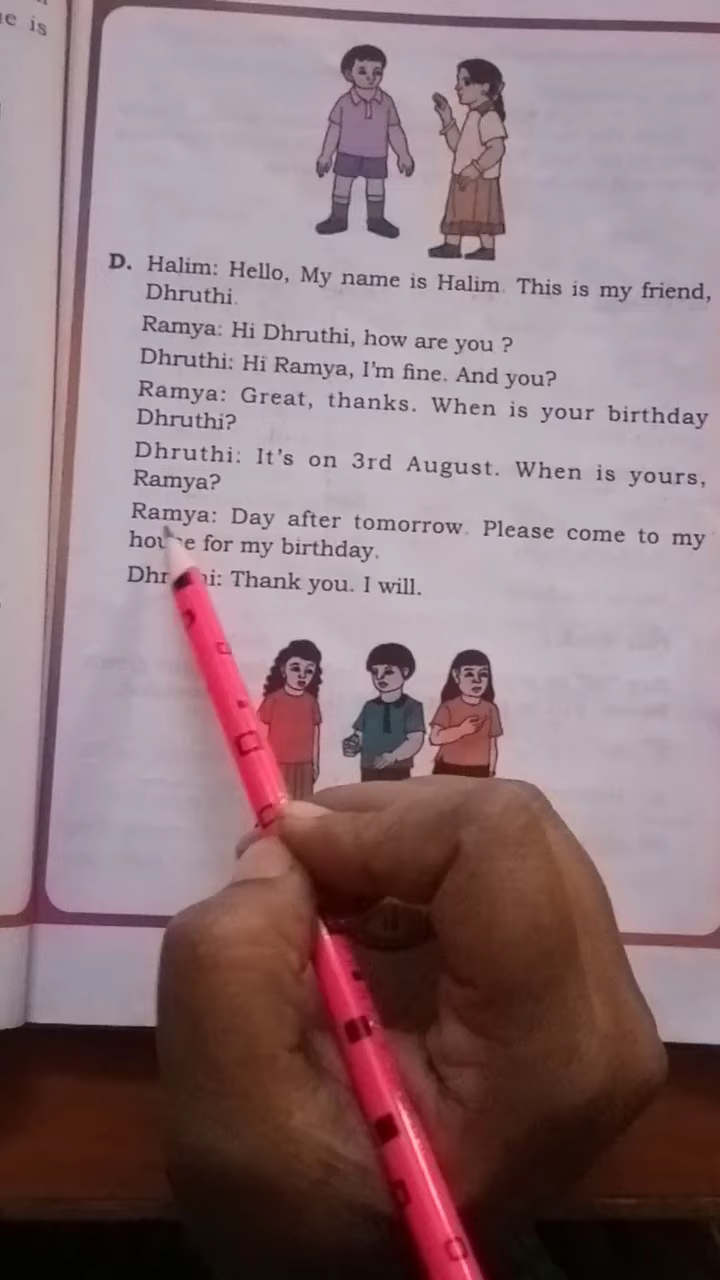 e is
D. Halim: Hello, My name is Halim. This is my friend,
Dhruthi.
Ramya: Hi Dhruthi, how are you ?
Dhruthi: Hi Ramya, I'm fine. And you?
Ramya: Great, thanks. When is your birthday
Dhruthi?
Dhruthi: It's on 3rd August. When is yours,
Ramya?
Ramya: Day after tomorrow. Please come to my
house for my birthday.
Dhruthi: Thank you. I will.